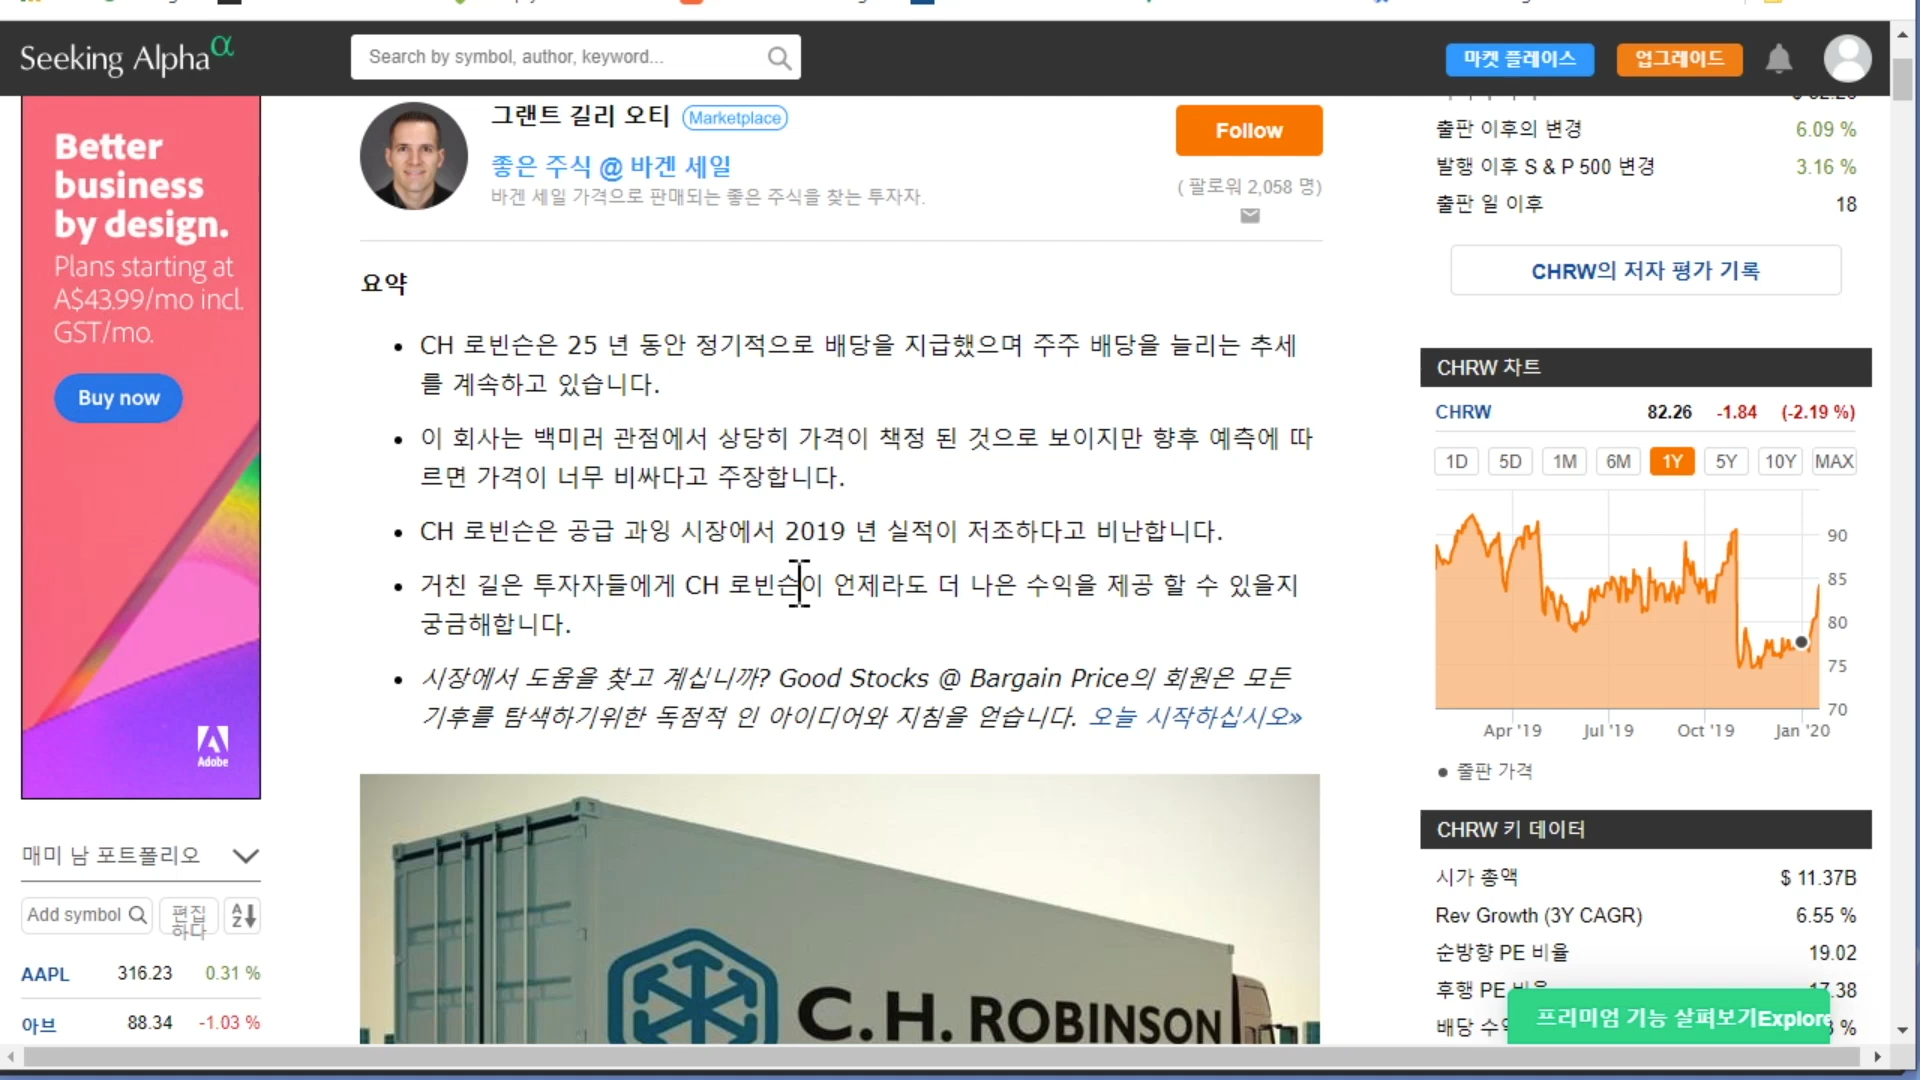 Seeking Alpha α
Search by symbol, author, keyword...
마켓 플레이스
업그레이드
Better
business
by design.
Plans starting at
A$43.99/mo incl.
GST/mo.
Buy now
Adobe
매미 남 포트폴리오
Add symbol
편집
하다
A
Z
AAPL 316.23 0.31 %
아브 88.34 -1.03 %
그랜트 길리 오티 Marketplace
좋은 주식 @ 바겐 세일
바겐 세일 가격으로 판매되는 좋은 주식을 찾는 투자자.
Follow
( 팔로워 2,058 명)
요약
• CH 로빈슨은 25 년 동안 정기적으로 배당을 지급했으며 주주 배당을 늘리는 추세
를 계속하고 있습니다.
• 이 회사는 백미러 관점에서 상당히 가격이 책정 된 것으로 보이지만 향후 예측에 따
르면 가격이 너무 비싸다고 주장합니다.
• CH 로빈슨은 공급 과잉 시장에서 2019 년 실적이 저조하다고 비난합니다.
• 거친 길은 투자자들에게 CH 로빈슨이 언제라도 더 나은 수익을 제공 할 수 있을지
궁금해합니다.
• 시장에서 도움을 찾고 계십니까? Good Stocks @ Bargain Price의 회원은 모든
기후를 탐색하기위한 독점적 인 아이디어와 지침을 얻습니다. 오늘 시작하십시오»
C.H. ROBINSON
출판 이후의 변경 6.09 %
발행 이후 S & P 500 변경 3.16 %
출판 일 이후 18
CHRW의 저자 평가 기록
CHRW 차트
CHRW 82.26 -1.84 (-2.19 %)
1D 5D 1M 6M 1Y 5Y 10Y MAX
90
85
80
75
70
Apr '19 Jul '19 Oct '19 Jan '20
● 출판 가격
CHRW 키 데이터
시가 총액 $ 11.37B
Rev Growth (3Y CAGR) 6.55 %
순방향 PE 비율 19.02
후행 PE 7.38
배당 %
프리미엄 기능 살펴보기Explore